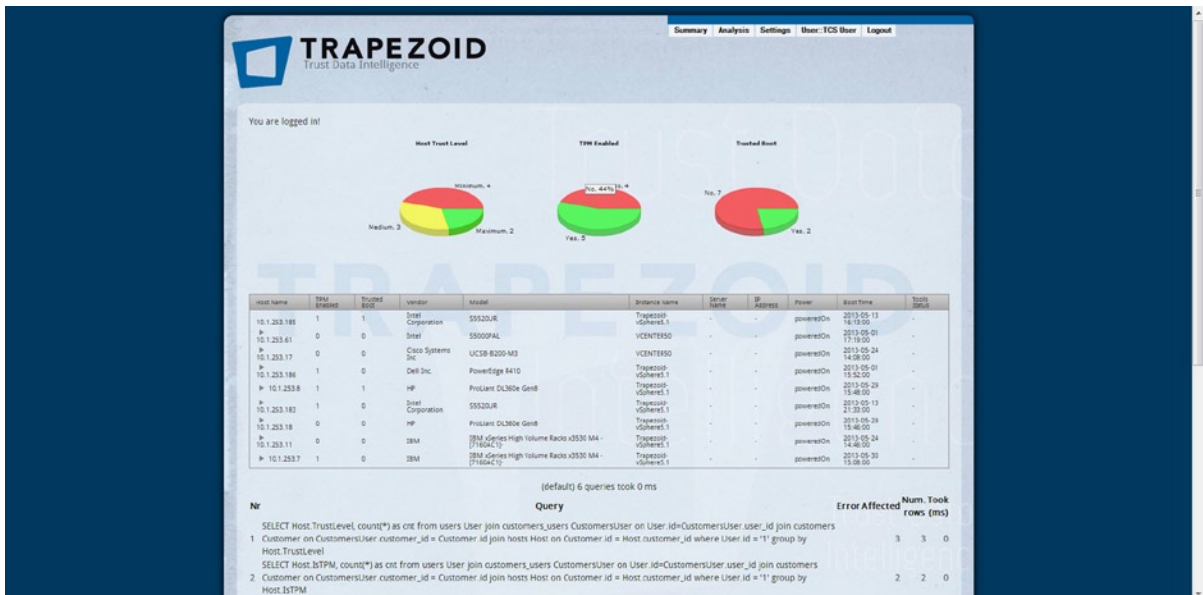 Summary Analysis Settings User::TCS User Logout
TRAPEZOID
Trust Data Intelligence
You are logged in!
Host Trust Level TPM Enabled Trusted Boot
Minimum, 4
Medium, 3
Maximum, 2
No, 44%
Yes, 5
No, 7
Yes, 2
TRAPEZOID
Host Name TPM Enabled Trusted Boot Vendor Model Instance Name Server Name IP Address Power Boot Time Tools Status
10.1.253.185 1 1 Intel Corporation S5520UR Trapezoid-vSphere5.1 - - poweredOn 2013-05-13 16:13:00 -
10.1.253.61 0 0 Intel S5000PAL VCENTER50 - - poweredOn 2013-05-01 17:19:00 -
10.1.253.17 0 0 Cisco Systems Inc UCSB-B200-M3 VCENTER50 - - poweredOn 2013-05-24 14:08:00 -
10.1.253.186 1 0 Dell Inc. PowerEdge R410 Trapezoid-vSphere5.1 - - poweredOn 2013-05-01 15:52:00 -
10.1.253.8 1 1 HP ProLiant DL360e Gen8 Trapezoid-vSphere5.1 - - poweredOn 2013-05-29 15:48:00 -
10.1.253.183 1 0 Intel Corporation S5520UR Trapezoid-vSphere5.1 - - poweredOn 2013-05-13 21:33:00 -
10.1.253.18 0 0 HP ProLiant DL360e Gen8 Trapezoid-vSphere5.1 - - poweredOn 2013-05-29 15:46:00 -
10.1.253.11 0 0 IBM IBM xSeries High Volume Racks x3530 M4 -[7160AC1]- Trapezoid-vSphere5.1 - - poweredOn 2013-05-24 14:46:00 -
10.1.253.7 1 0 IBM IBM xSeries High Volume Racks x3530 M4 -[7160AC1]- Trapezoid-vSphere5.1 - - poweredOn 2013-05-30 15:08:00 -
(default) 6 queries took 0 ms
Nr Query Error Affected Num. rows Took (ms)
SELECT Host.TrustLevel, count(*) as cnt from users User join customers_users CustomersUser on User.id=CustomersUser.user_id join customers
1 Customer on CustomersUser.customer_id = Customer.id join hosts Host on Customer.id = Host.customer_id where User.id = '1' group by 3 3 0
Host.TrustLevel
SELECT Host.IsTPM, count(*) as cnt from users User join customers_users CustomersUser on User.id=CustomersUser.user_id join customers
2 Customer on CustomersUser.customer_id = Customer.id join hosts Host on Customer.id = Host.customer_id where User.id = '1' group by 2 2 0
Host.IsTPM